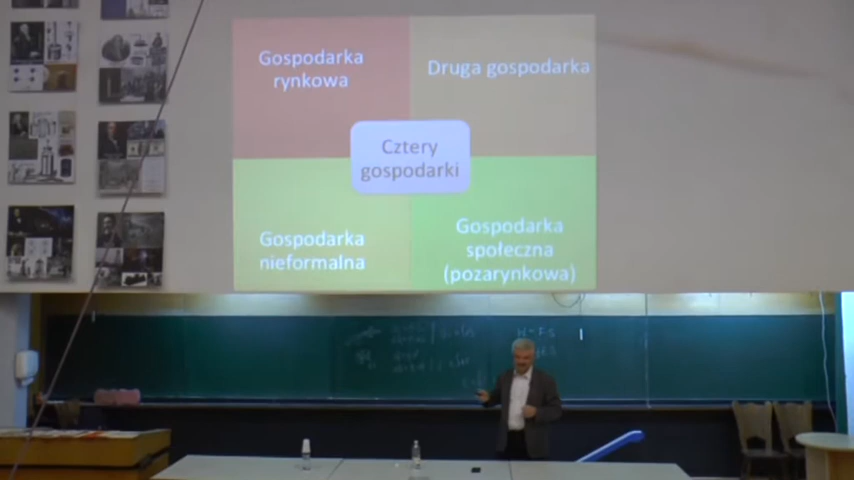 Gospodarka
rynkowa
Druga gospodarka
Cztery
gospodarki
Gospodarka
nieformalna
Gospodarka
społeczna
(pozarynkowa)